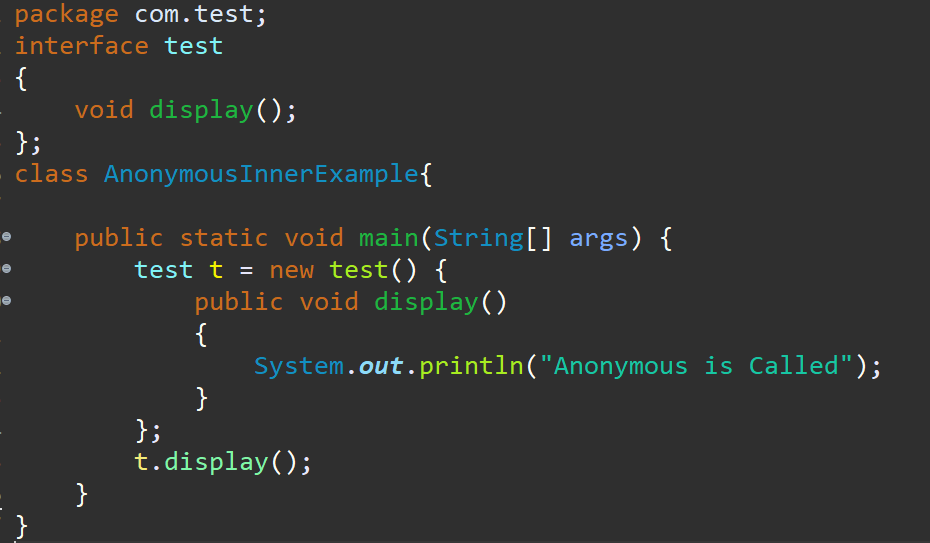 package com.test;
interface test
{
    void display();
};
class AnonymousInnerExample{

    public static void main(String[] args) {
        test t = new test() {
            public void display()
            {
                System.out.println("Anonymous is Called");
            }
        };
        t.display();
    }
}